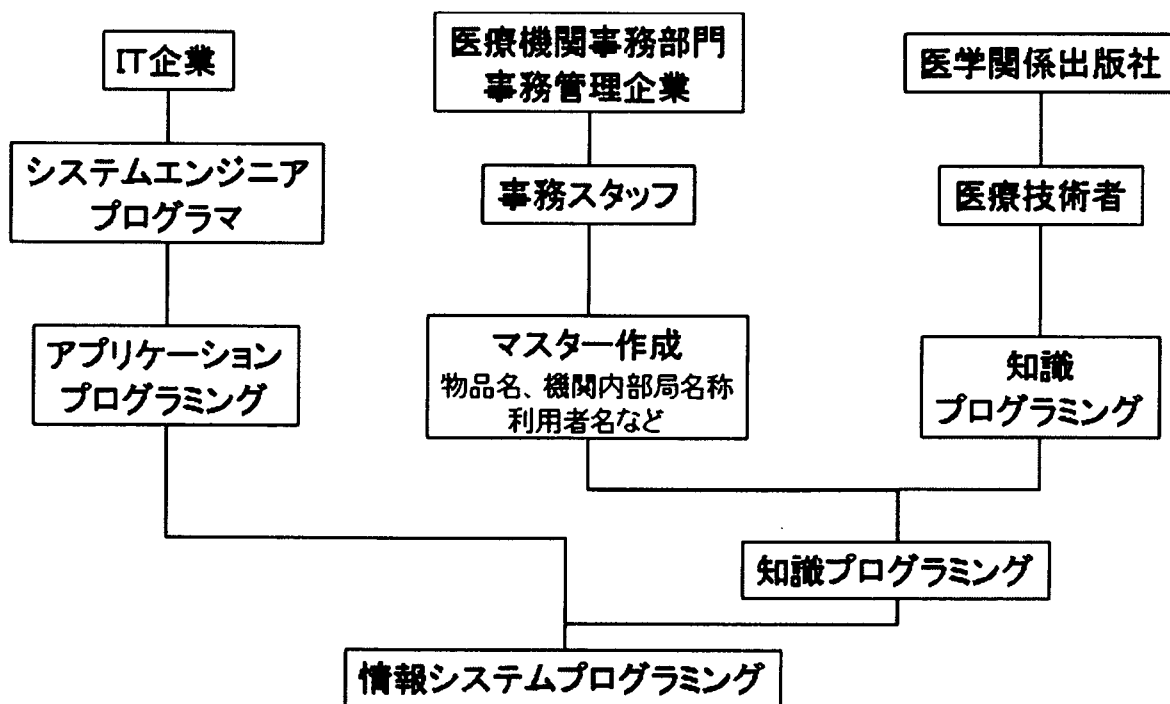 IT企業
医療機関事務部門
事務管理企業
医学関係出版社
システムエンジニア
プログラマ
事務スタッフ
医療技術者
アプリケーション
プログラミング
マスター作成
物品名、機関内部局名称
利用者名など
知識
プログラミング
知識プログラミング
情報システムプログラミング